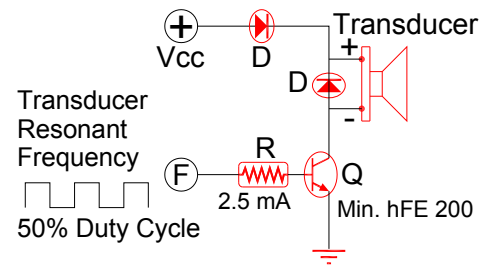 Transducer
+
Vcc
D
+
D
-
Transducer
Resonant
Frequency
F
R
2.5 mA
Q
Min. hFE 200
50% Duty Cycle